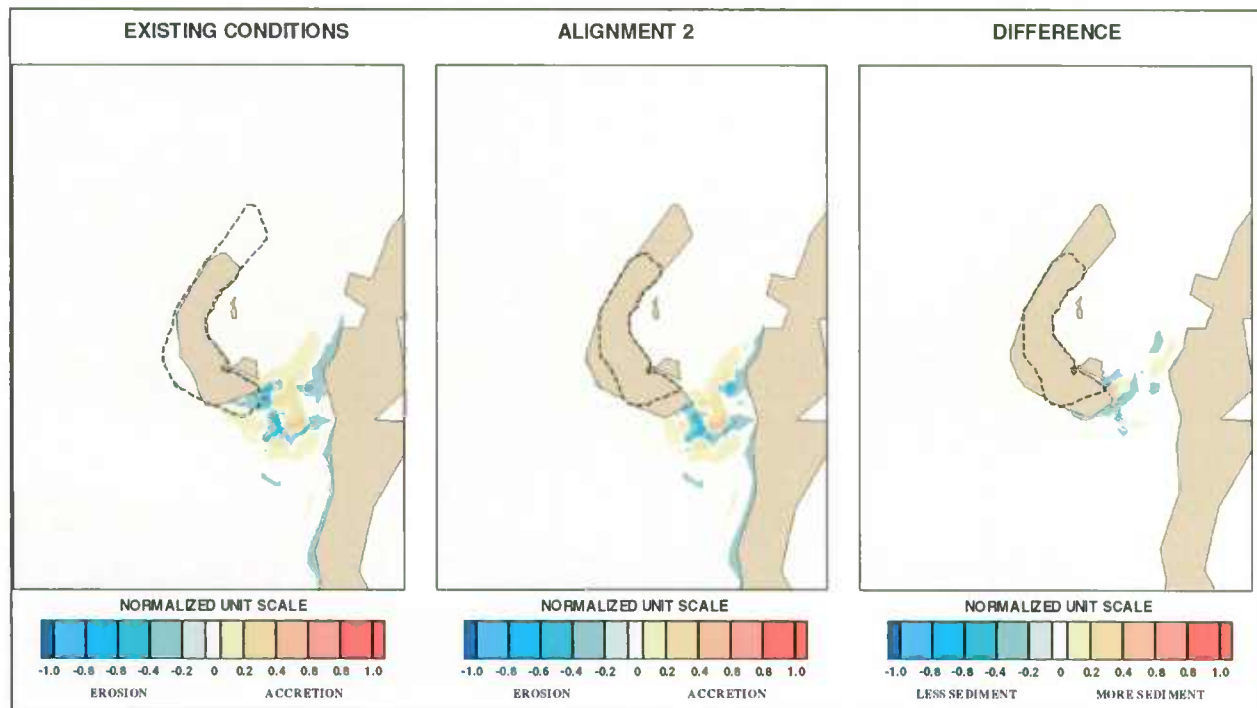 EXISTING CONDITIONS
ALIGNMENT 2
DIFFERENCE
NORMALIZED UNIT SCALE
-1.0 -0.8 -0.6 -0.4 -0.2 0 0.2 0.4 0.6 0.8 1.0
EROSION ACCRETION
NORMALIZED UNIT SCALE
-1.0 -0.8 -0.6 -0.4 -0.2 0 0.2 0.4 0.6 0.8 1.0
EROSION ACCRETION
NORMALIZED UNIT SCALE
-1.0 -0.8 -0.6 -0.4 -0.2 0 0.2 0.4 0.6 0.8 1.0
LESS SEDIMENT MORE SEDIMENT